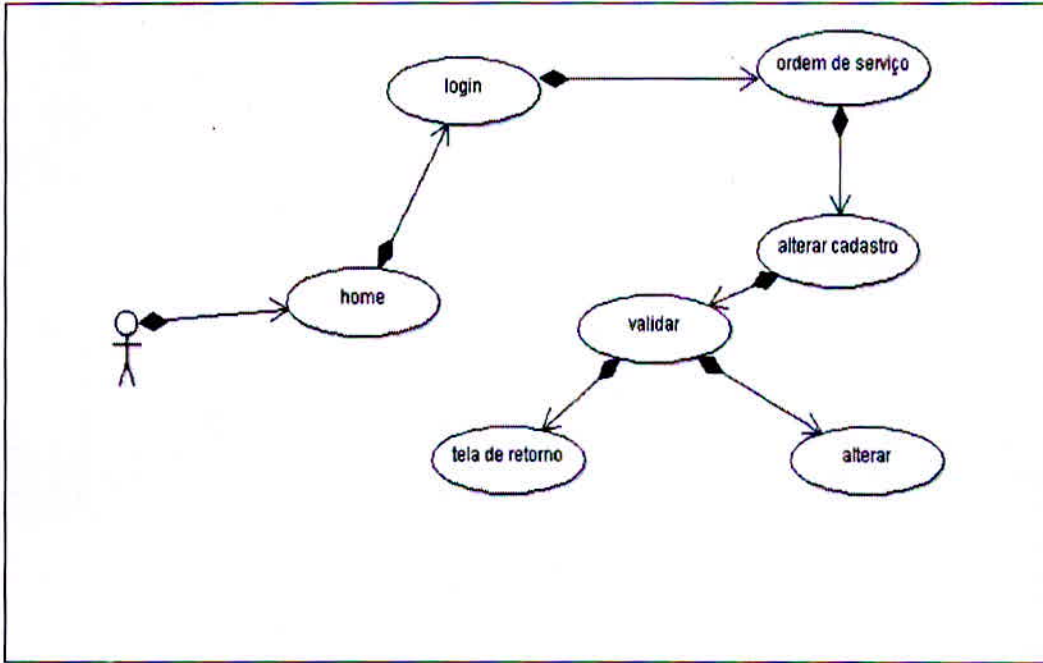 login
ordem de serviço
home
alterar cadastro
validar
tela de retorno
alterar